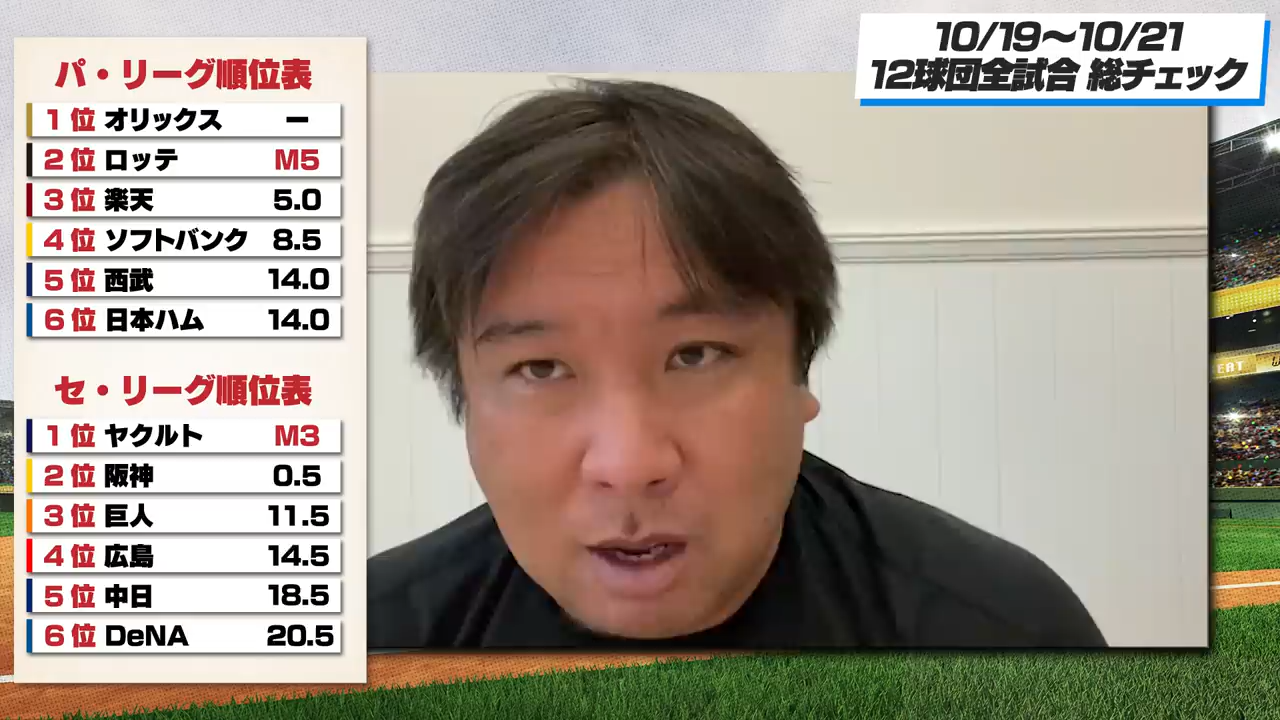 パ・リーグ順位表
1位 オリックス ー
2位 ロッテ M5
3位 楽天 5.0
4位 ソフトバンク 8.5
5位 西武 14.0
6位 日本ハム 14.0
セ・リーグ順位表
1位 ヤクルト M3
2位 阪神 0.5
3位 巨人 11.5
4位 広島 14.5
5位 中日 18.5
6位 DeNA 20.5
10/19〜10/21
12球団全試合 総チェック